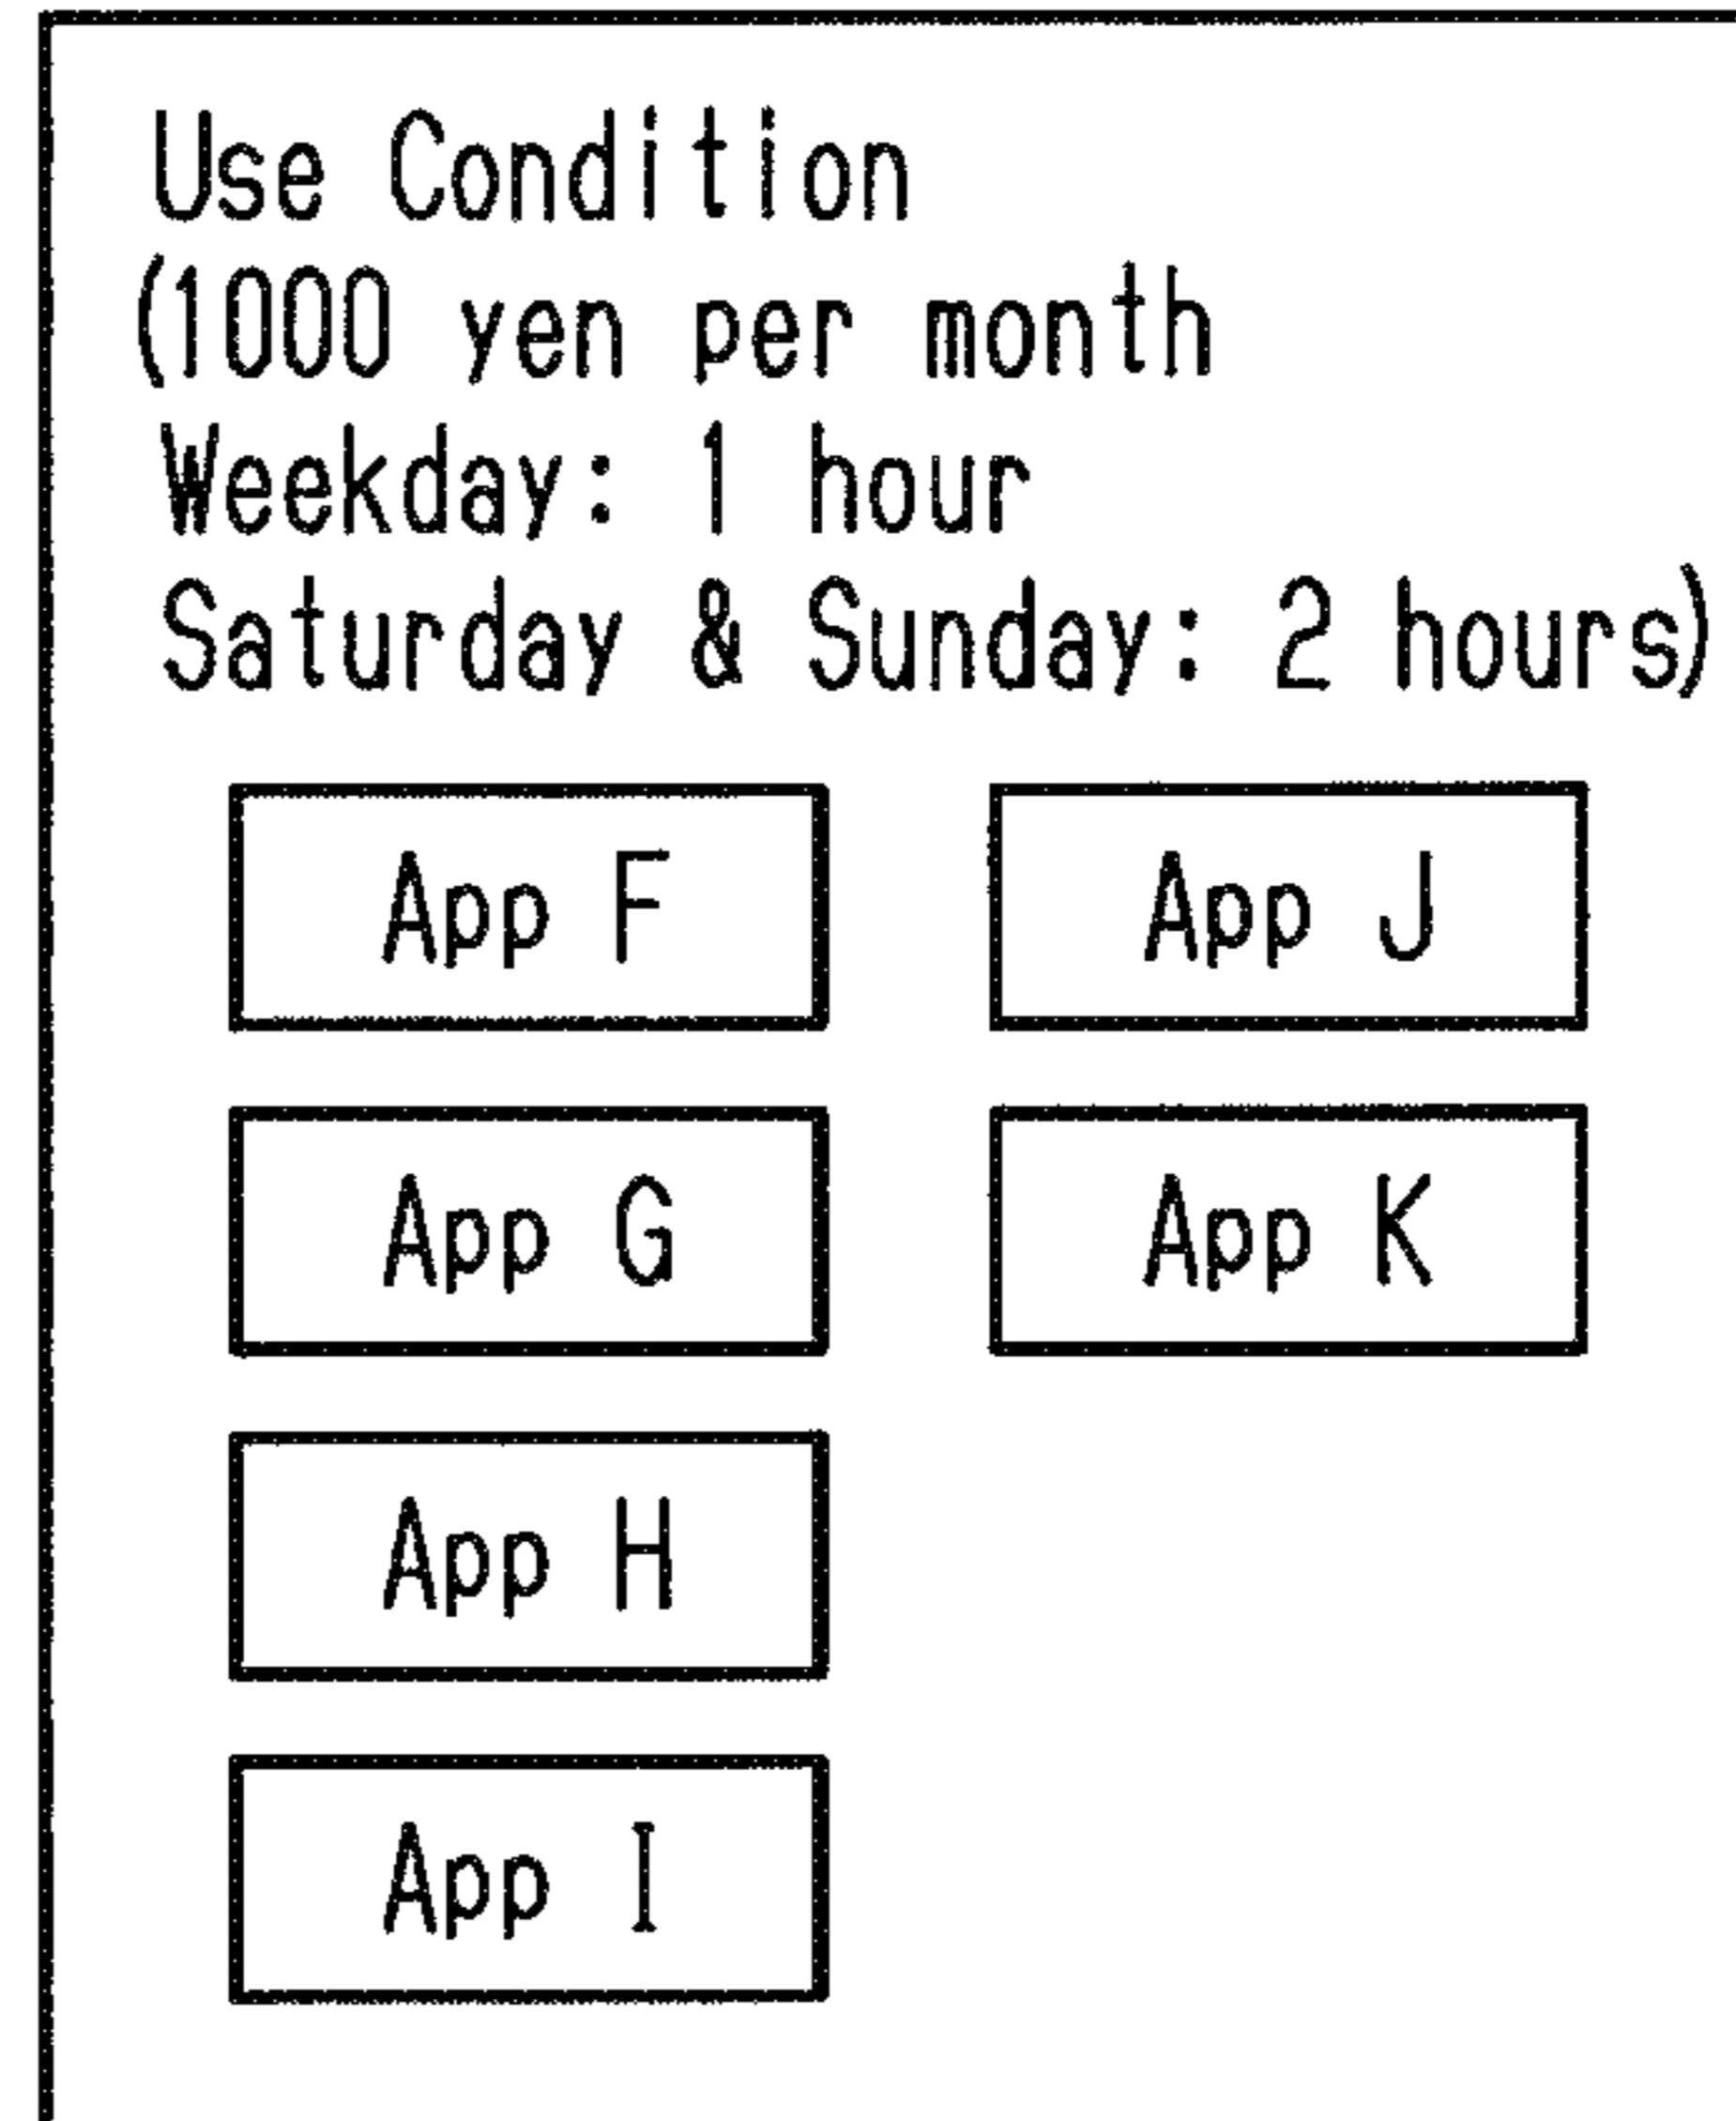 Use Condition
(1000 yen per month
Weekday: 1 hour
Saturday & Sunday: 2 hours)
App F
App J
App G
App K
App H
App I